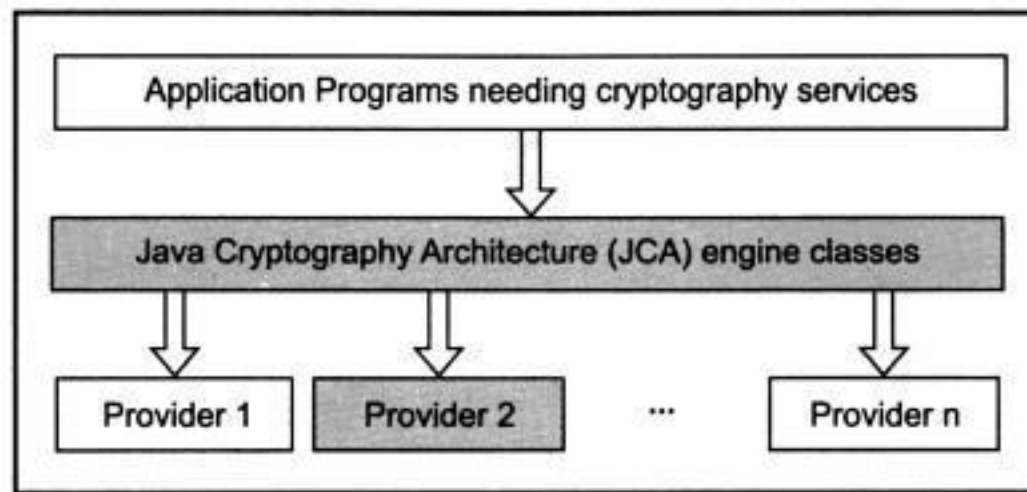 Application Programs needing cryptography services
Java Cryptography Architecture (JCA) engine classes
Provider 1
Provider 2
...
Provider n